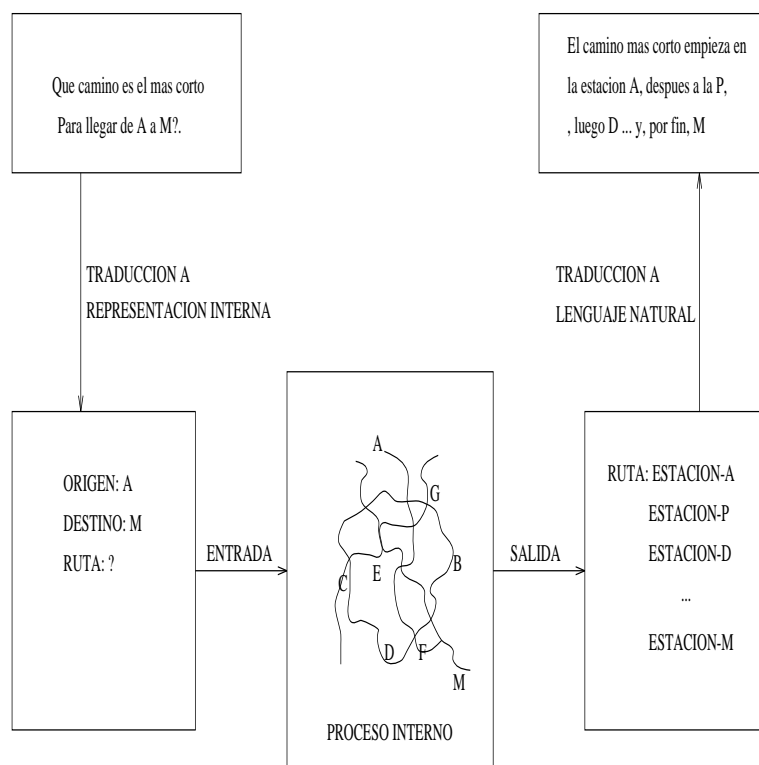 Que camino es el mas corto
Para llegar de A a M?.
TRADUCCION A
REPRESENTACION INTERNA
ORIGEN: A
DESTINO: M
RUTA: ?
ENTRADA
A
G
E
B
C
D
F
M
PROCESO INTERNO
SALIDA
RUTA: ESTACION-A
ESTACION-P
ESTACION-D
...
ESTACION-M
TRADUCCION A
LENGUAJE NATURAL
El camino mas corto empieza en
la estacion A, despues a la P,
, luego D ... y, por fin, M